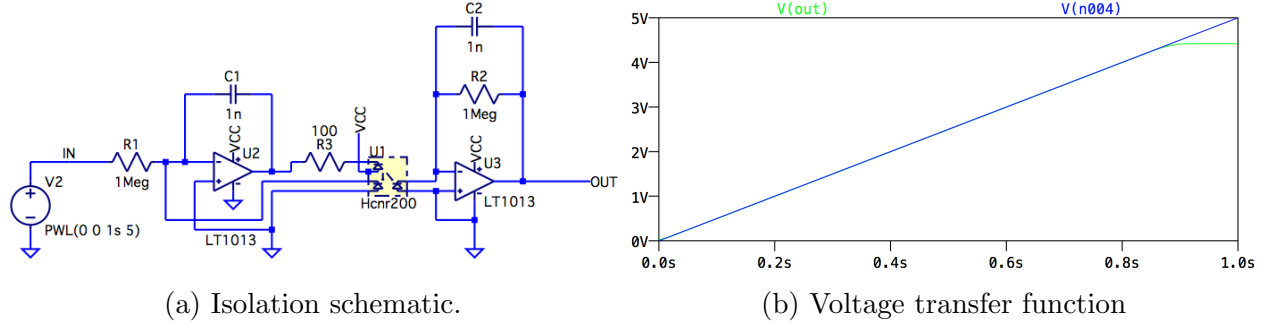 C2
1n
R2
1Meg
C1
1n
VCC
U2
LT1013
IN
R1
1Meg
V2
PWL(0 0 1s 5)
100
R3
VCC
U1
Hcnr200
VCC
U3
LT1013
OUT
(a) Isolation schematic.
V(out) V(n004)
5V
4V
3V
2V
1V
0V
0.0s 0.2s 0.4s 0.6s 0.8s 1.0s
(b) Voltage transfer function